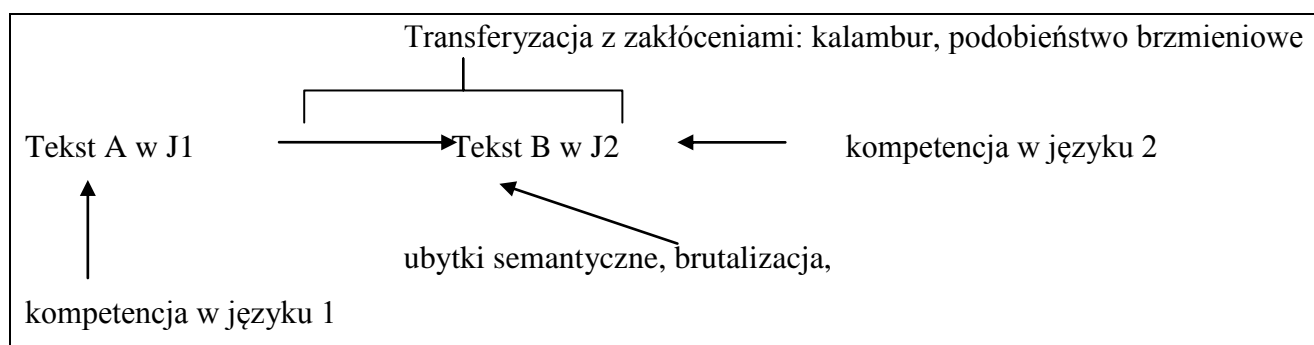 Transferyzacja z zakłóceniami: kalambur, podobieństwo brzmieniowe
Tekst A w J1 Tekst B w J2 kompetencja w języku 2
ubytki semantyczne, brutalizacja,
kompetencja w języku 1